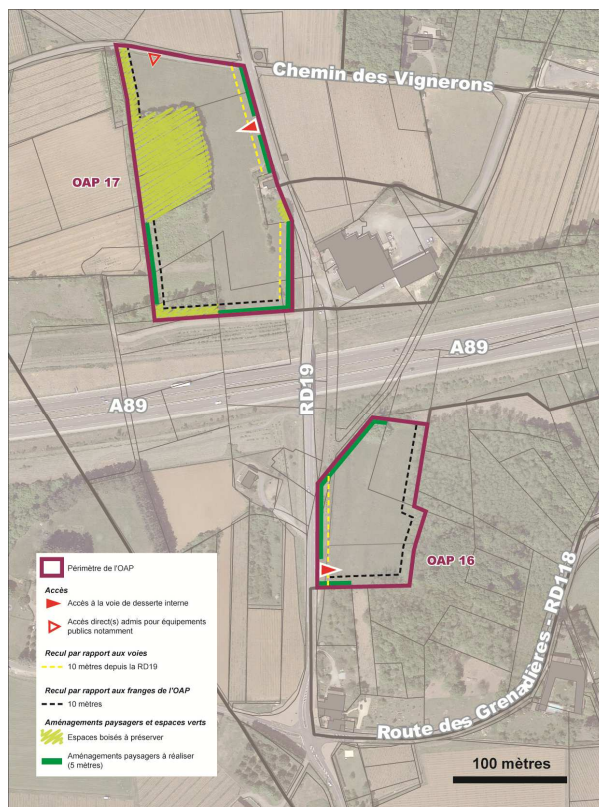 Chemin des Vignerons
OAP 17
A89
A89
RD19
OAP 16
Route des Grenadières - RD118
Périmètre de l'OAP
Accès
Accès à la voie de desserte interne
Accès direct(s) admis pour équipements
publics notamment
Recul par rapport aux voies
10 mètres depuis la RD19
Recul par rapport aux franges de l'OAP
10 mètres
Aménagements paysagers et espaces verts
Espaces boisés à préserver
Aménagements paysagers à réaliser
(5 mètres)
100 mètres